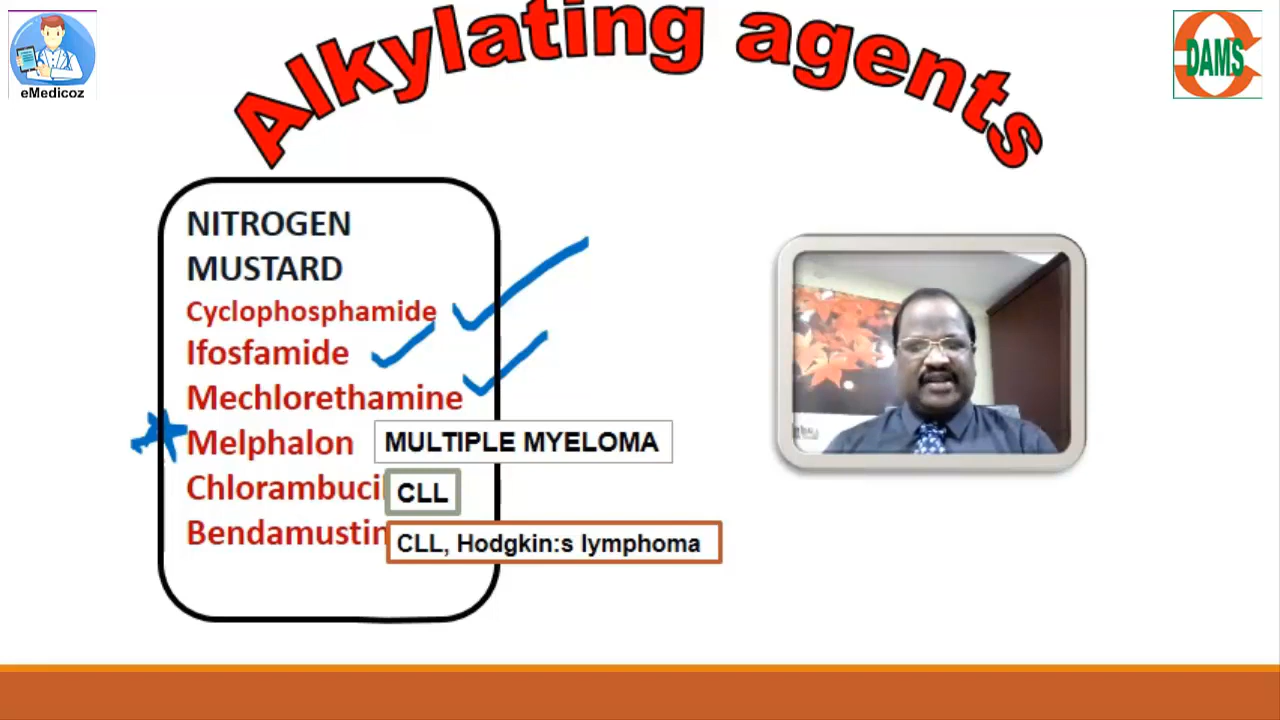 eMedicoz
Alkylating agents
DAMS
NITROGEN
MUSTARD
Cyclophosphamide
Ifosfamide
Mechlorethamine
Melphalon
MULTIPLE MYELOMA
Chlorambuci
CLL
Bendamustin
CLL, Hodgkin:s lymphoma